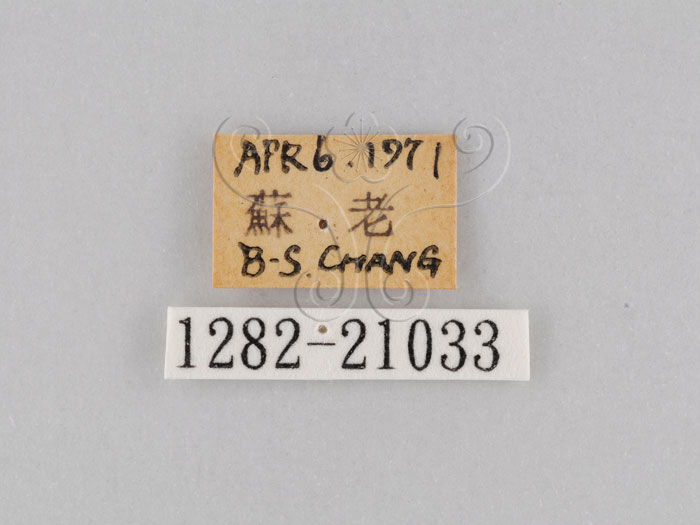 APR 6. 1971
蘇 . 老
B-S. CHANG
1282-21033